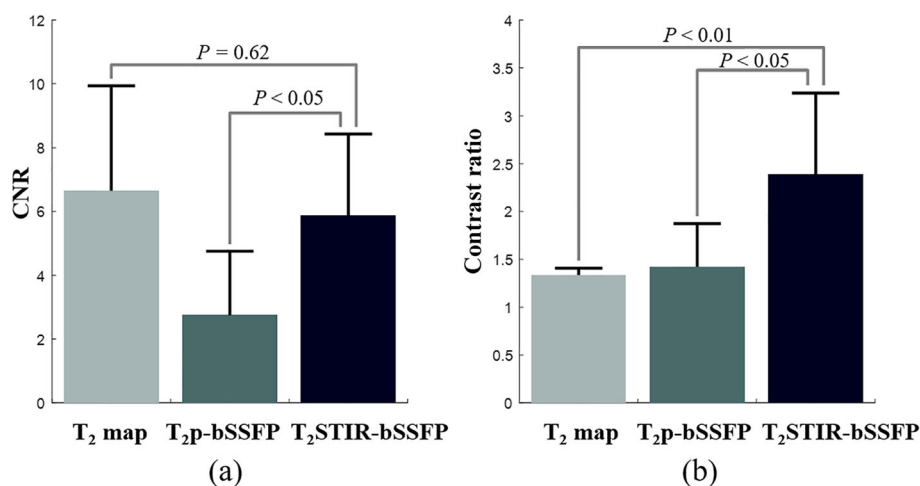 12
10
8
6
4
2
0
CNR
P = 0.62
P < 0.05
T₂ map
T₂p-bSSFP
T₂STIR-bSSFP
(a)
4
3.5
3
2.5
2
1.5
1
0.5
0
Contrast ratio
P < 0.01
P < 0.05
T₂ map
T₂p-bSSFP
T₂STIR-bSSFP
(b)